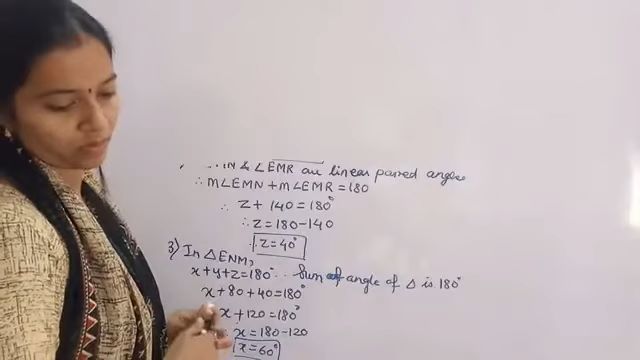 ...IN & ∠EMR are linear paired angles
∴ m∠EMN + m∠EMR = 180
∴ z + 140 = 180°
∴ z = 180 - 140
∴ z = 40°
3) In △ENM,
x + y + z = 180° .. Sum of angle of △ is 180°
x + 80 + 40 = 180°
x + 120 = 180°
∴ x = 180 - 120
x = 60°